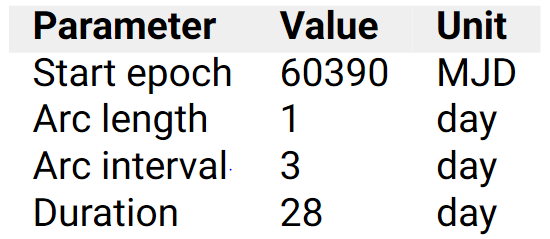 Parameter Value Unit
Start epoch 60390 MJD
Arc length 1 day
Arc interval 3 day
Duration 28 day